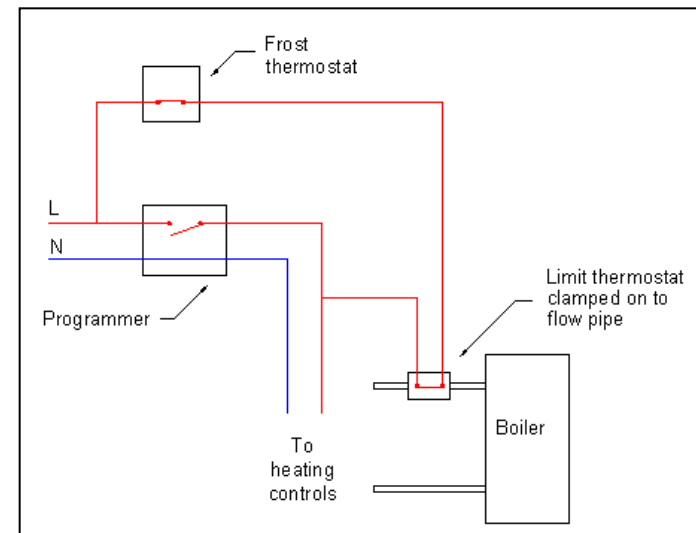 Frost
thermostat
L
N
Programmer
Limit thermostat
clamped on to
flow pipe
Boiler
To
heating
controls